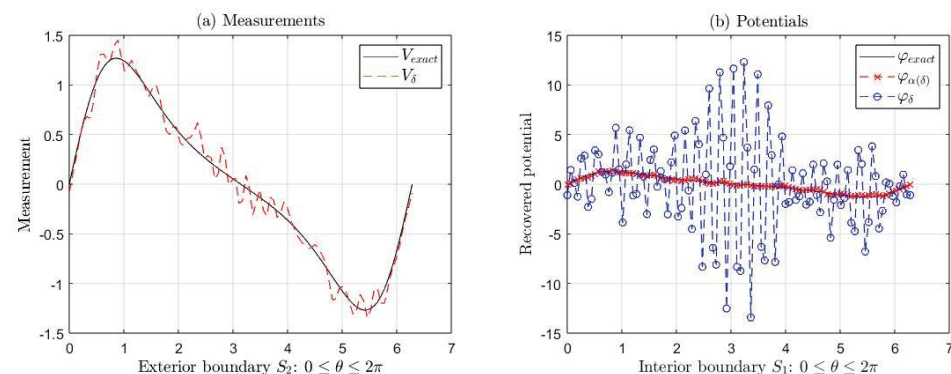 (a) Measurements
1.5
1
0.5
0
-0.5
-1
-1.5
Measurement
V_exact
V_δ
0 1 2 3 4 5 6 7
Exterior boundary S_2: 0 ≤ θ ≤ 2π
(b) Potentials
15
10
5
0
-5
-10
-15
Recovered potential
φ_exact
φ_α(δ)
φ_δ
0 1 2 3 4 5 6 7
Interior boundary S_1: 0 ≤ θ ≤ 2π